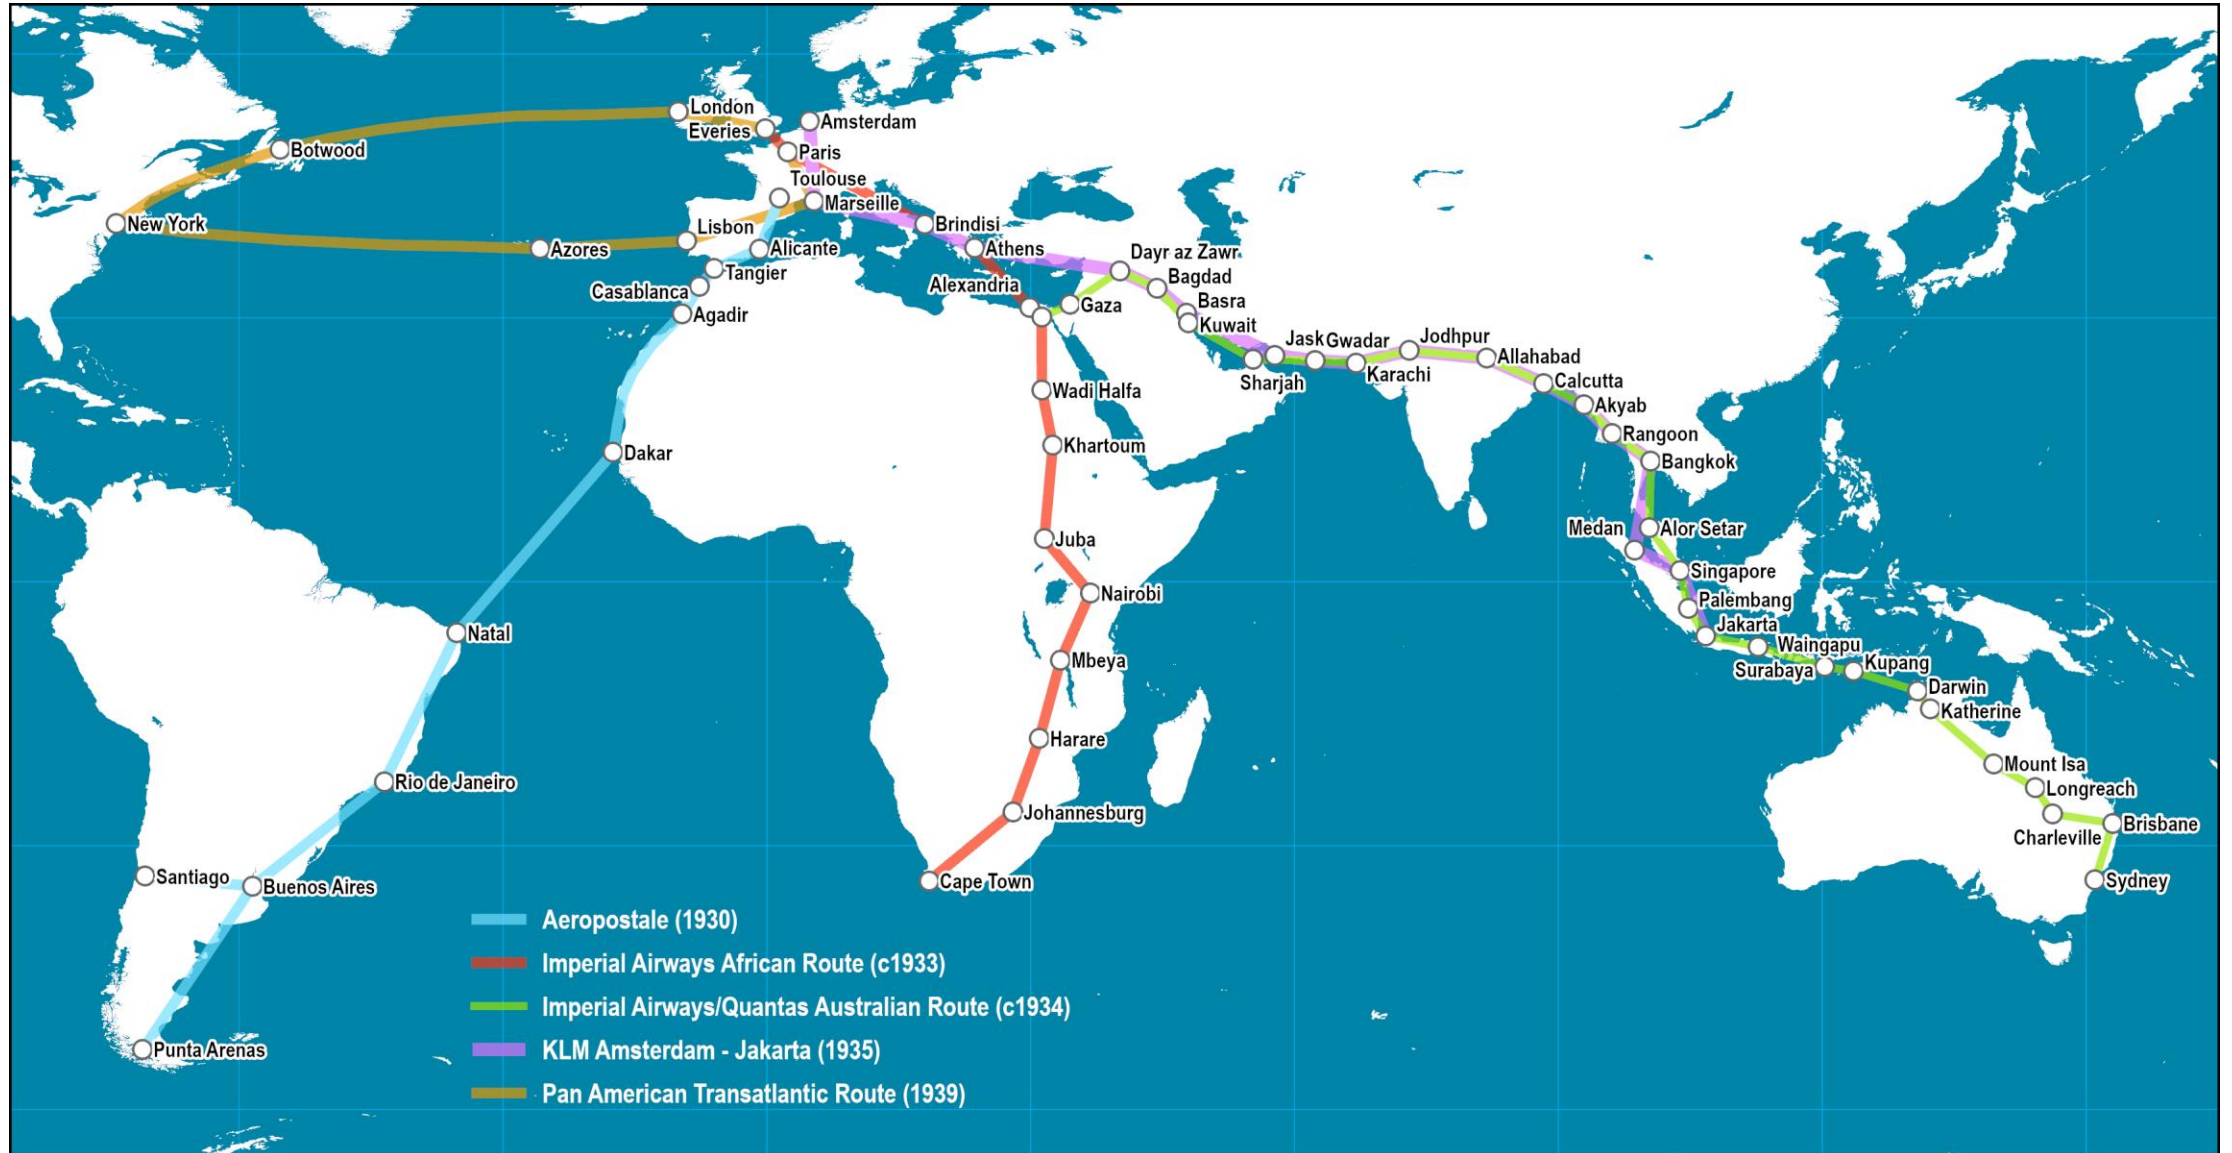 London
Everies
Amsterdam
Botwood
Paris
Toulouse
Marseille
New York
Lisbon
Brindisi
Azores
Alicante
Athens
Dayr az Zawr
Tangier
Bagdad
Alexandria
Casablanca
Gaza
Basra
Agadir
Kuwait
Jask
Gwadar
Jodhpur
Allahabad
Sharjah
Karachi
Calcutta
Wadi Halfa
Akyab
Rangoon
Khartoum
Dakar
Bangkok
Medan
Alor Setar
Juba
Singapore
Nairobi
Palembang
Jakarta
Natal
Waingapu
Mbeya
Surabaya
Kupang
Darwin
Katherine
Harare
Mount Isa
Rio de Janeiro
Longreach
Johannesburg
Charleville
Brisbane
Santiago
Buenos Aires
Cape Town
Sydney
Aeropostale (1930)
Imperial Airways African Route (c1933)
Imperial Airways/Quantas Australian Route (c1934)
KLM Amsterdam - Jakarta (1935)
Punta Arenas
Pan American Transatlantic Route (1939)